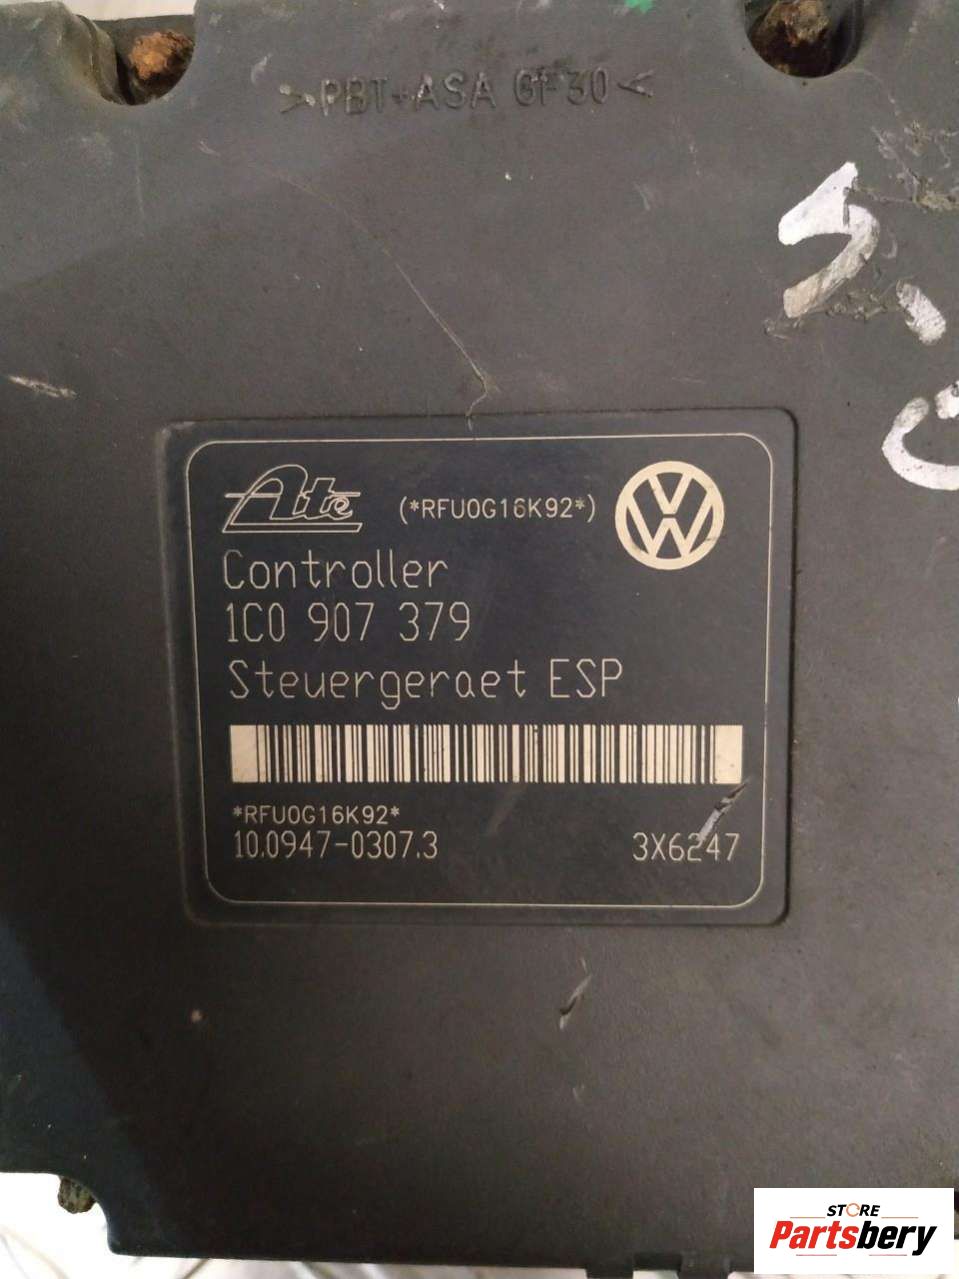 >PBT+ASA GF30<
Ate (*RFU0G16K92*)
Controller
1C0 907 379
Steuergeraet ESP
*RFU0G16K92*
10.0947-0307.3 3X6247
STORE
Partsbery